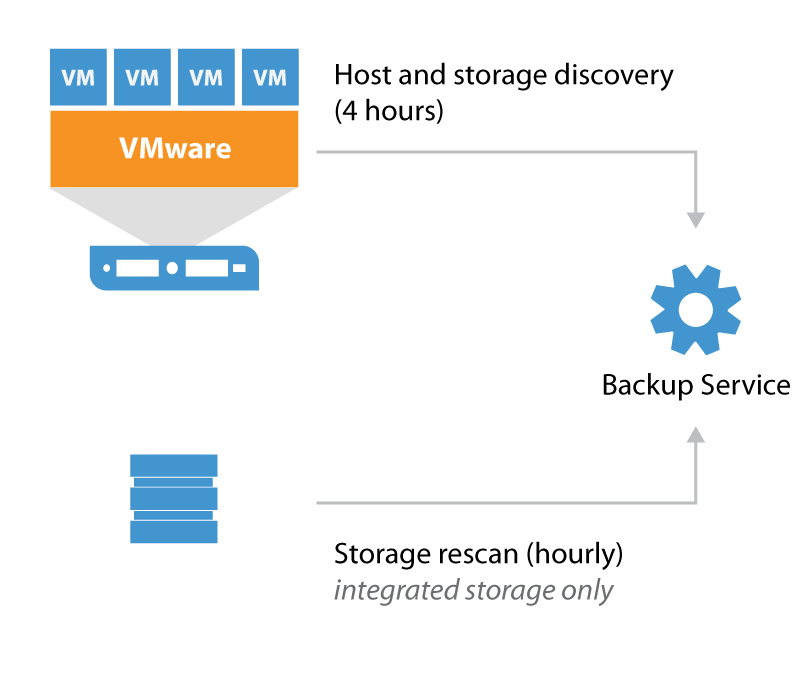 VM VM VM VM
VMware
Host and storage discovery
(4 hours)
Backup Service
Storage rescan (hourly)
integrated storage only